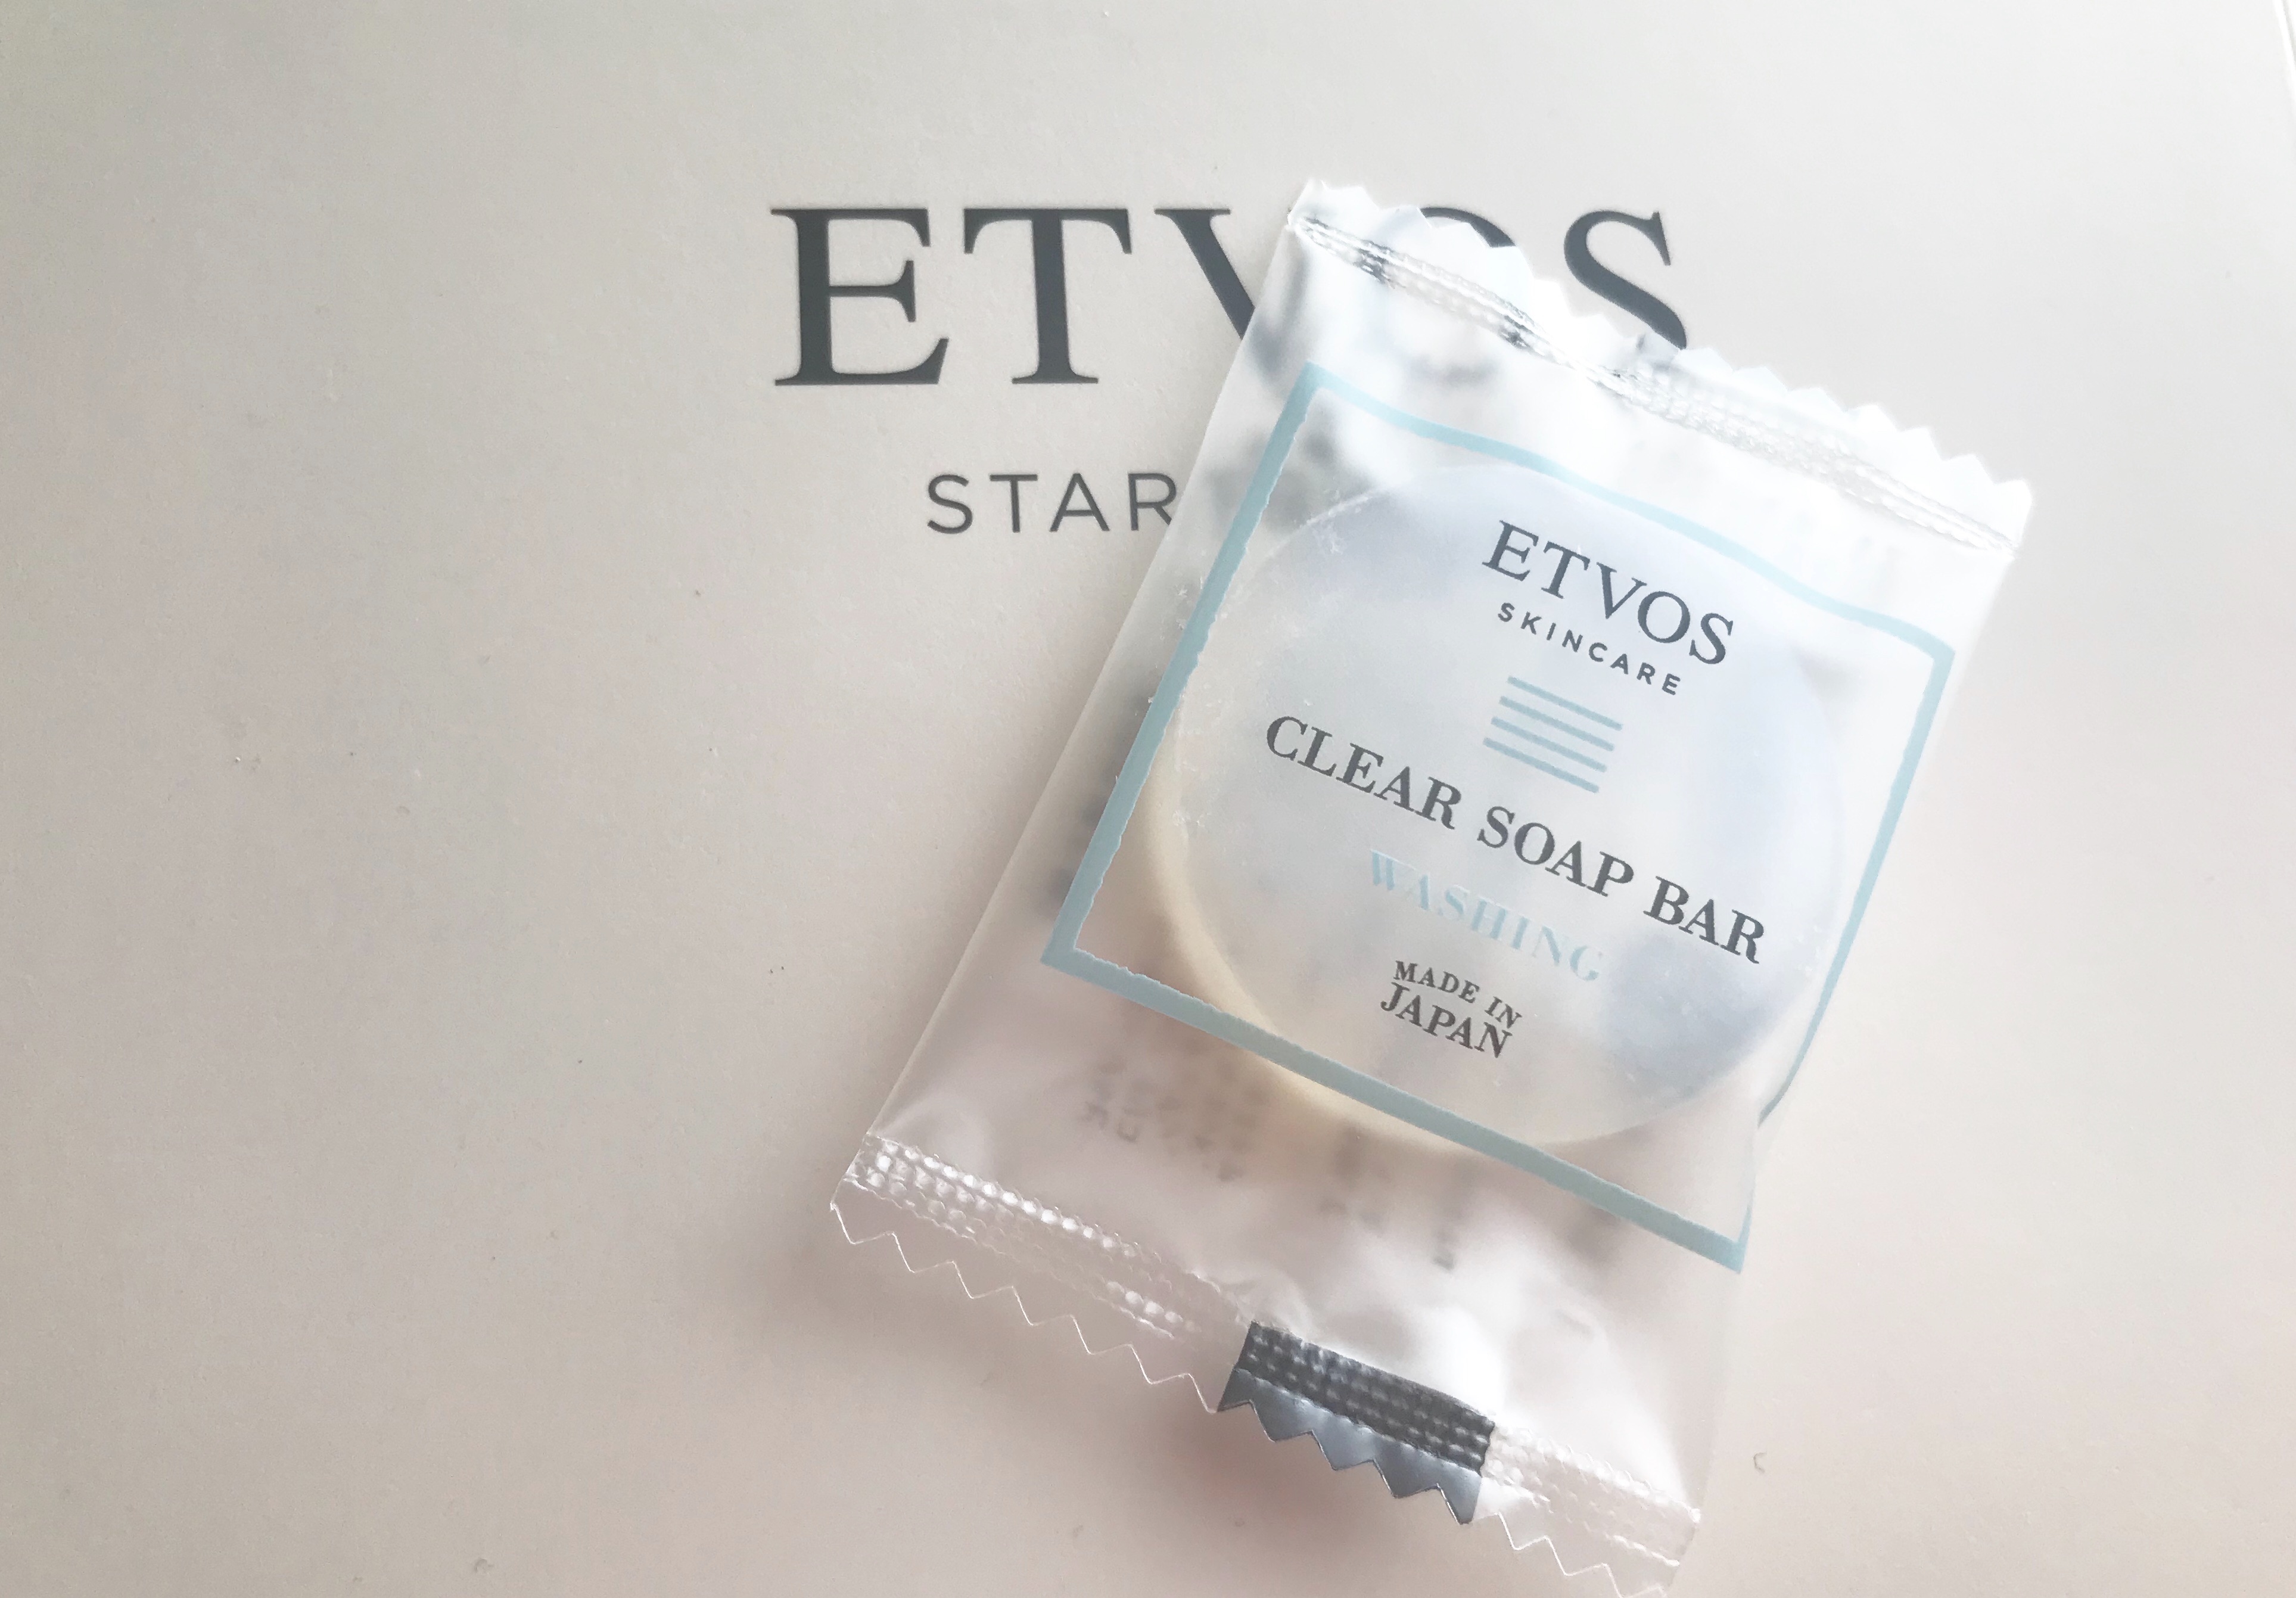 ETVOS
STAR
ETVOS
SKINCARE
CLEAR SOAP BAR
WASHING
MADE IN
JAPAN